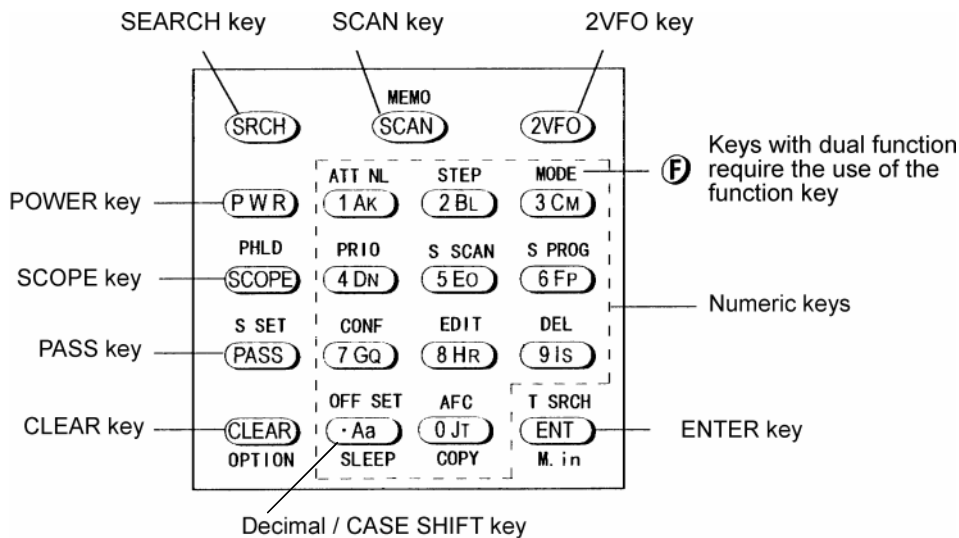 SEARCH key SCAN key 2VFO key
MEMO
SRCH SCAN 2VFO
Keys with dual function
F require the use of the
function key
ATT NL STEP MODE
POWER key PWR 1 AK 2 BL 3 CM
PHLD PRIO S SCAN S PROG
SCOPE key SCOPE 4 DN 5 EO 6 FP
Numeric keys
S SET CONF EDIT DEL
PASS key PASS 7 GQ 8 HR 9 IS
OFF SET AFC T SRCH
CLEAR key CLEAR ·Aa 0 JT ENT ENTER key
OPTION SLEEP COPY M.in
Decimal / CASE SHIFT key